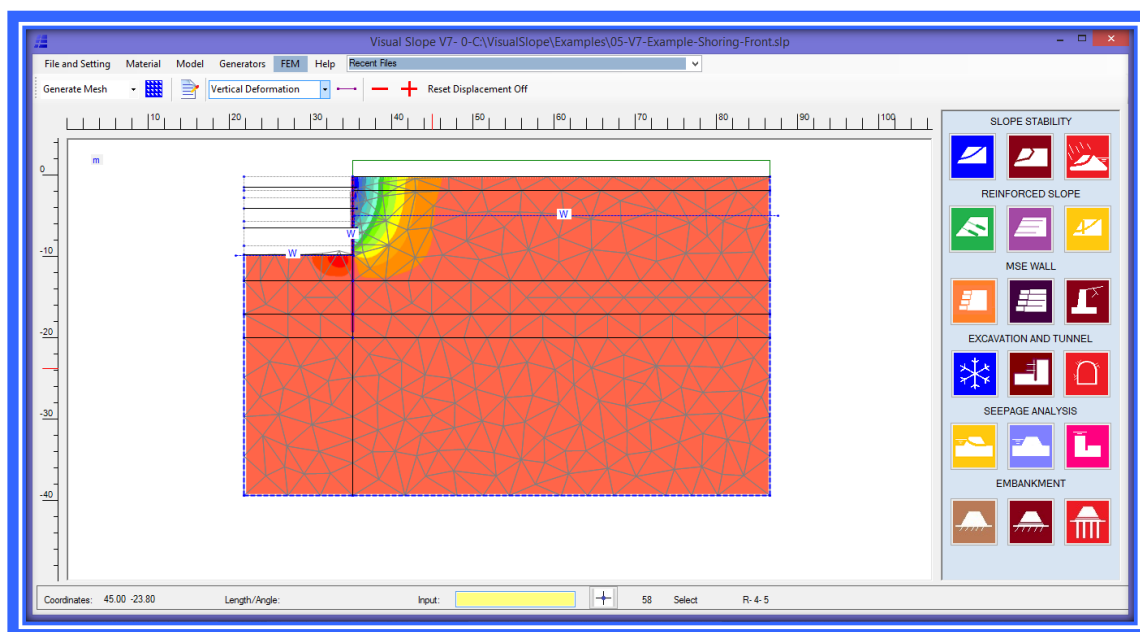 Visual Slope V7- 0-C:\VisualSlope\Examples\05-V7-Example-Shoring-Front.slp
File and Setting Material Model Generators FEM Help Recent Files
Generate Mesh Vertical Deformation Reset Displacement Off
10 20 30 40 50 60 70 80 90 100
m
0
-10
-20
-30
-40
W
W
W
SLOPE STABILITY
REINFORCED SLOPE
MSE WALL
EXCAVATION AND TUNNEL
SEEPAGE ANALYSIS
EMBANKMENT
Coordinates: 45.00 -23.80 Length/Angle: Input: 58 Select R- 4- 5